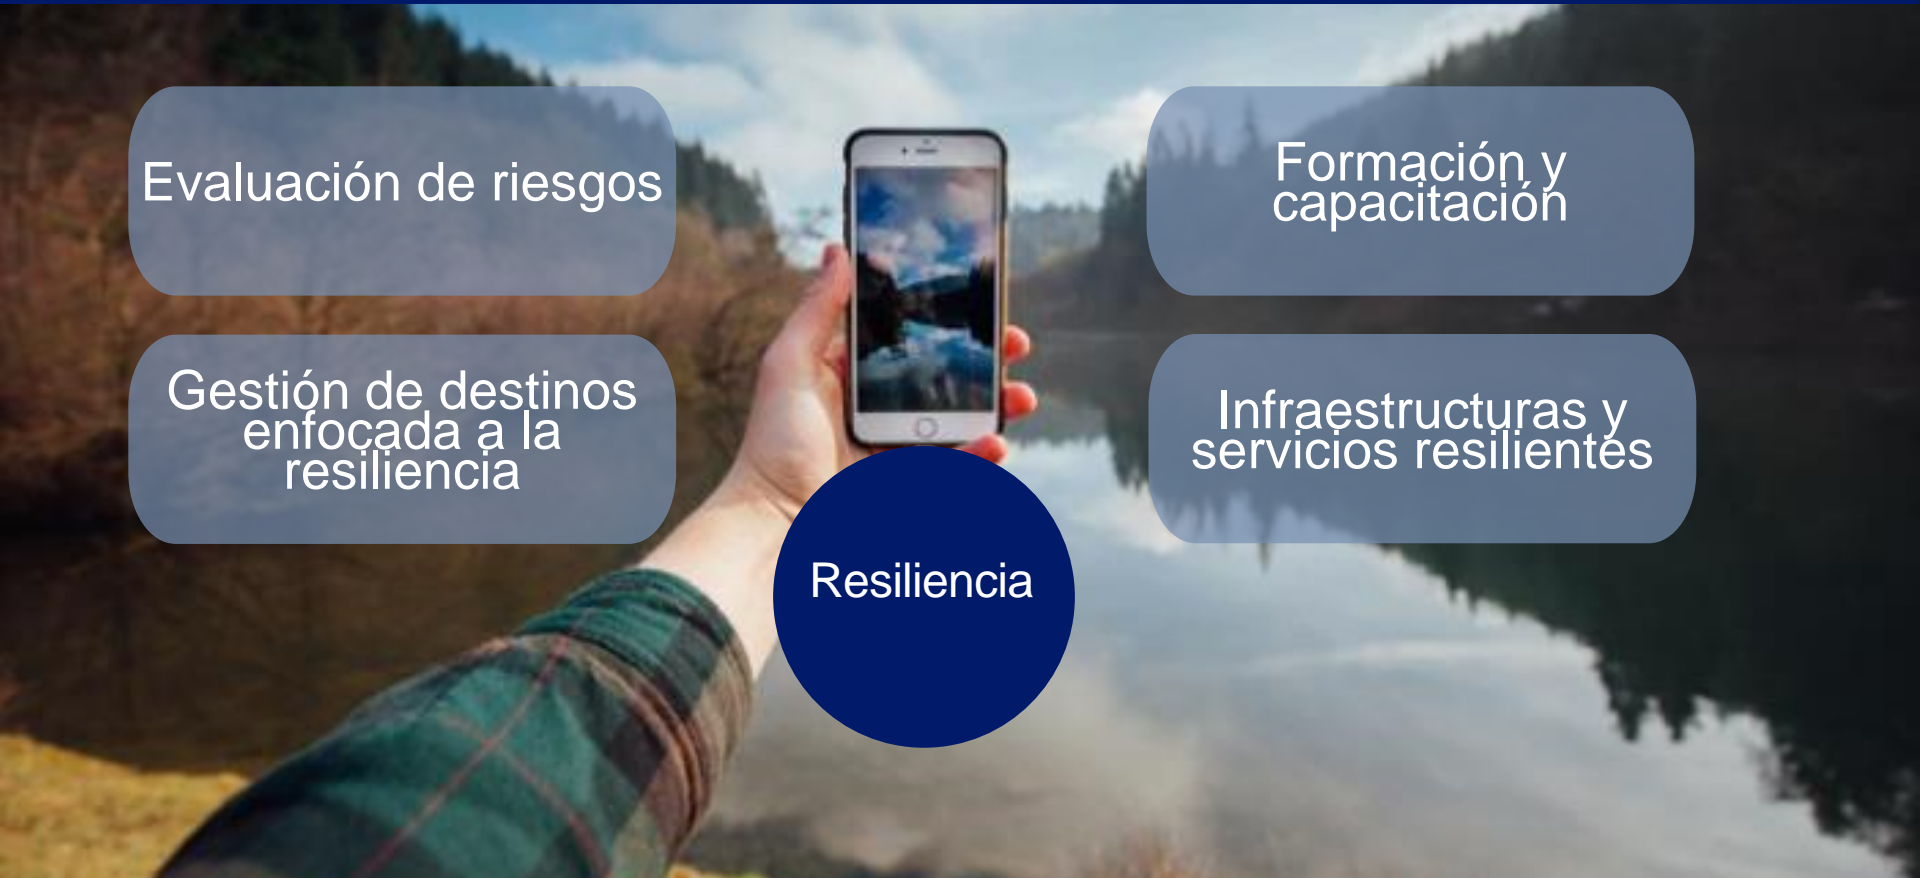 Evaluación de riesgos
Formación y
capacitación
Gestión de destinos
enfocada a la
resiliencia
Infraestructuras y
servicios resilientes
Resiliencia